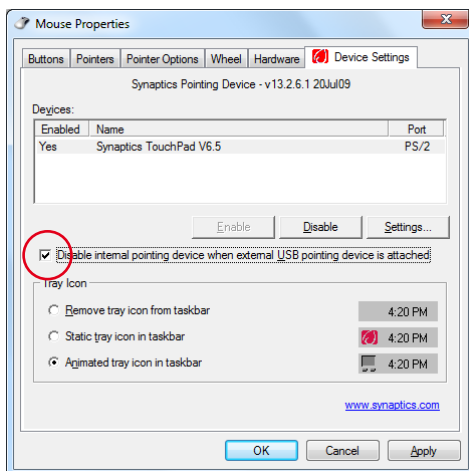 Mouse Properties
Buttons Pointers Pointer Options Wheel Hardware Device Settings
Synaptics Pointing Device - v13.2.6.1 20Jul09
Devices:
Enabled Name Port
Yes Synaptics TouchPad V6.5 PS/2
Enable Disable Settings...
Disable internal pointing device when external USB pointing device is attached
Tray Icon
Remove tray icon from taskbar 4:20 PM
Static tray icon in taskbar 4:20 PM
Animated tray icon in taskbar 4:20 PM
www.synaptics.com
OK Cancel Apply